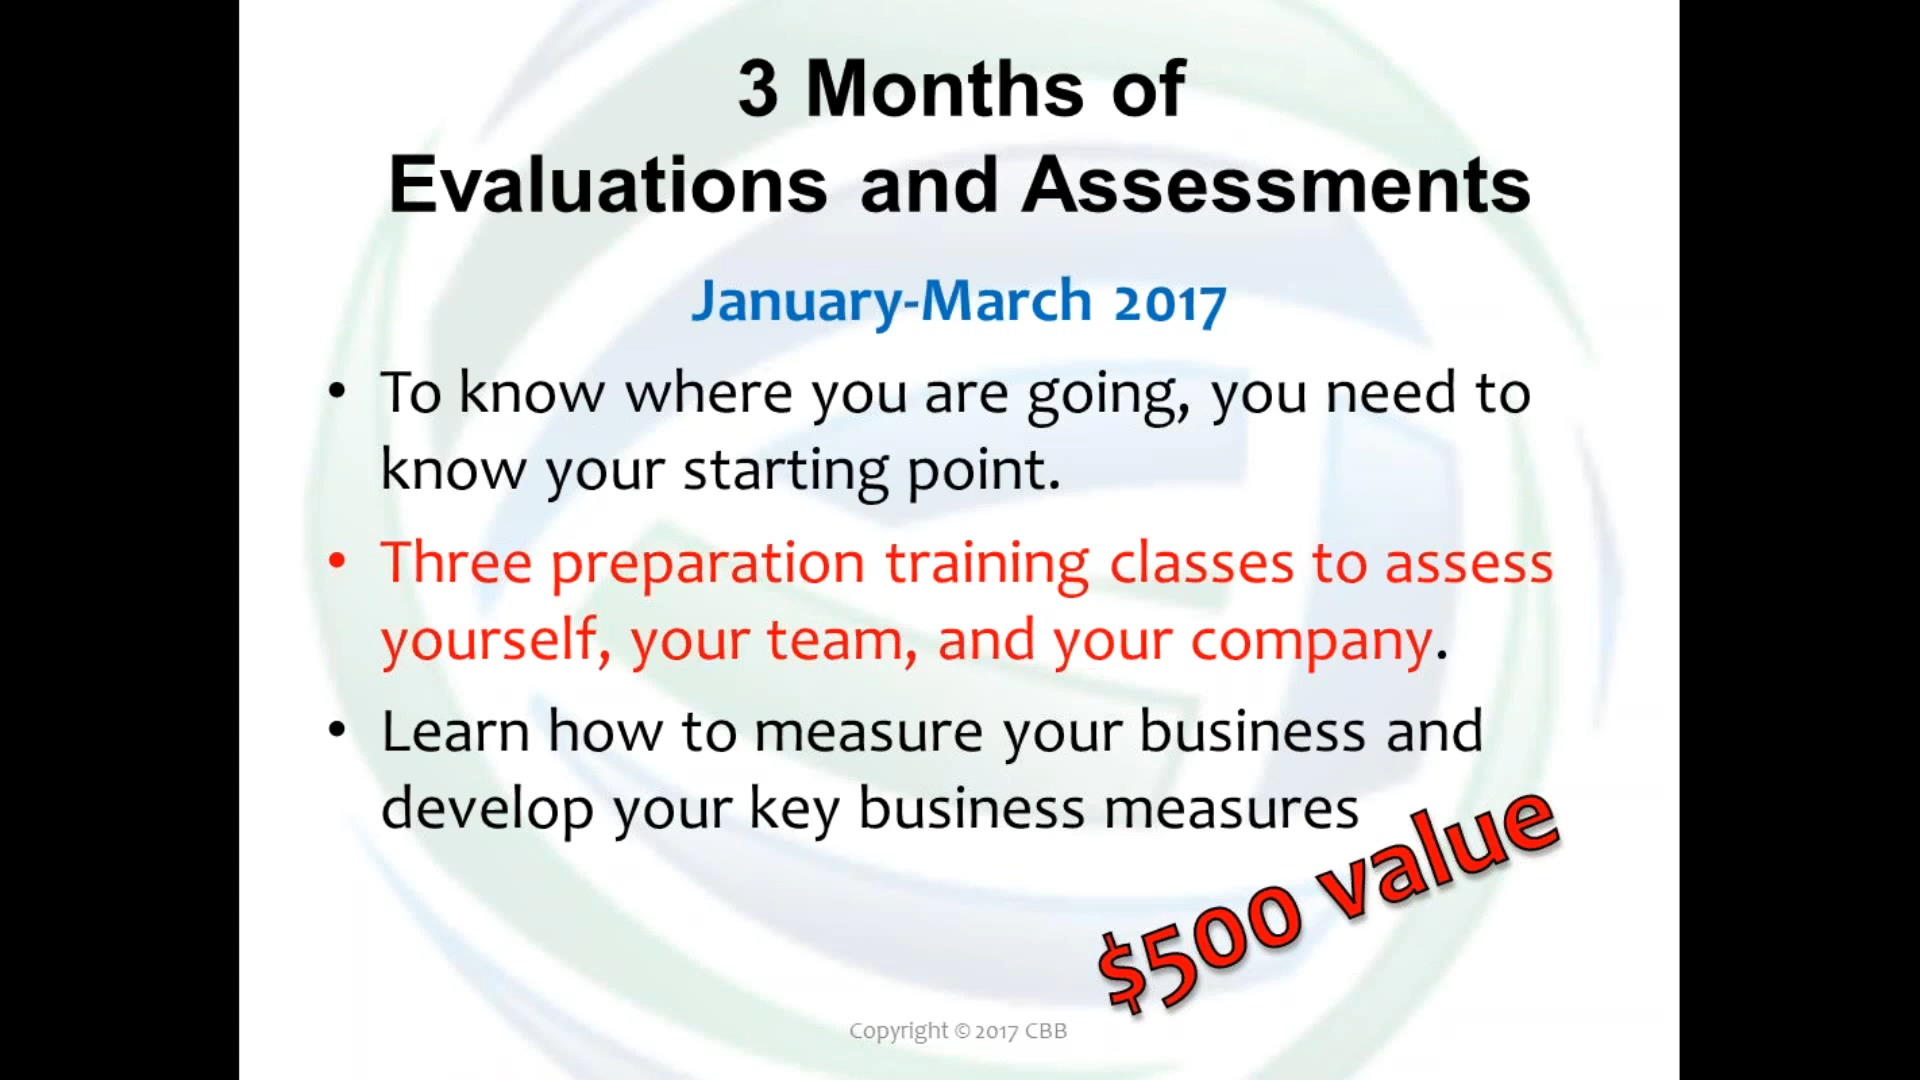 3 Months of
Evaluations and Assessments
January-March 2017
• To know where you are going, you need to
know your starting point.
• Three preparation training classes to assess
yourself, your team, and your company.
• Learn how to measure your business and
develop your key business measures
$500 value
Copyright © 2017 CBB